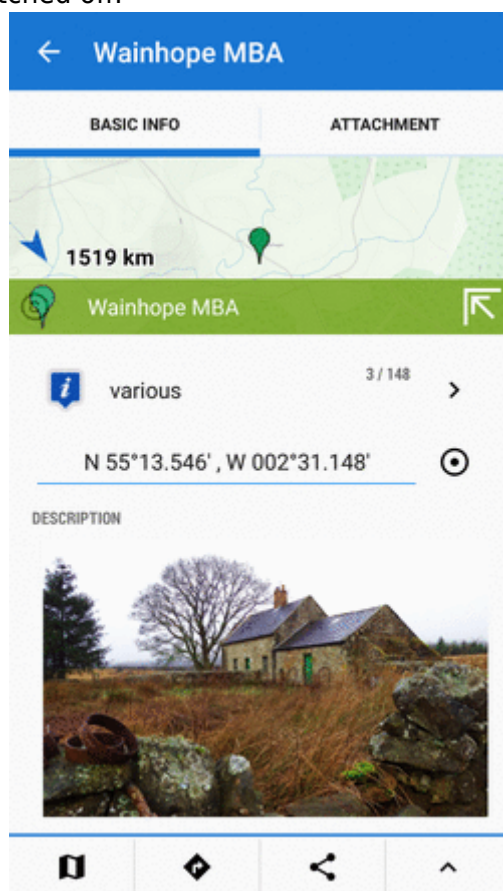 Wainhope MBA
BASIC INFO
ATTACHMENT
1519 km
Wainhope MBA
various
3 / 148
N 55°13.546' , W 002°31.148'
DESCRIPTION